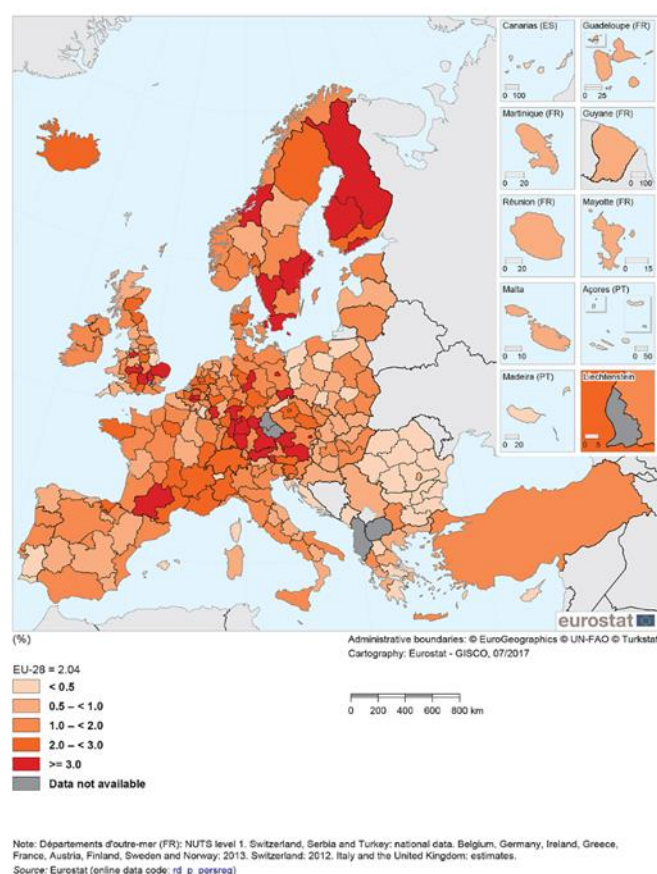 Canarias (ES)
0 100
Guadeloupe (FR)
0 25
Martinique (FR)
0 20
Guyane (FR)
0 100
Réunion (FR)
0 20
Mayotte (FR)
0 15
Malta
0 10
Açores (PT)
0 50
Madeira (PT)
0 20
Liechtenstein
0 5
eurostat
(%)
Administrative boundaries: © EuroGeographics © UN-FAO © Turkstat
Cartography: Eurostat - GISCO, 07/2017
EU-28 = 2.04
< 0.5
0.5 – < 1.0
1.0 – < 2.0
2.0 – < 3.0
>= 3.0
Data not available
0 200 400 600 800 km
Note: Départements d'outre-mer (FR): NUTS level 1. Switzerland, Serbia and Turkey: national data. Belgium, Germany, Ireland, Greece,
France, Austria, Finland, Sweden and Norway: 2013. Switzerland: 2012. Italy and the United Kingdom: estimates.
Source: Eurostat (online data code: rd_p_persreg)